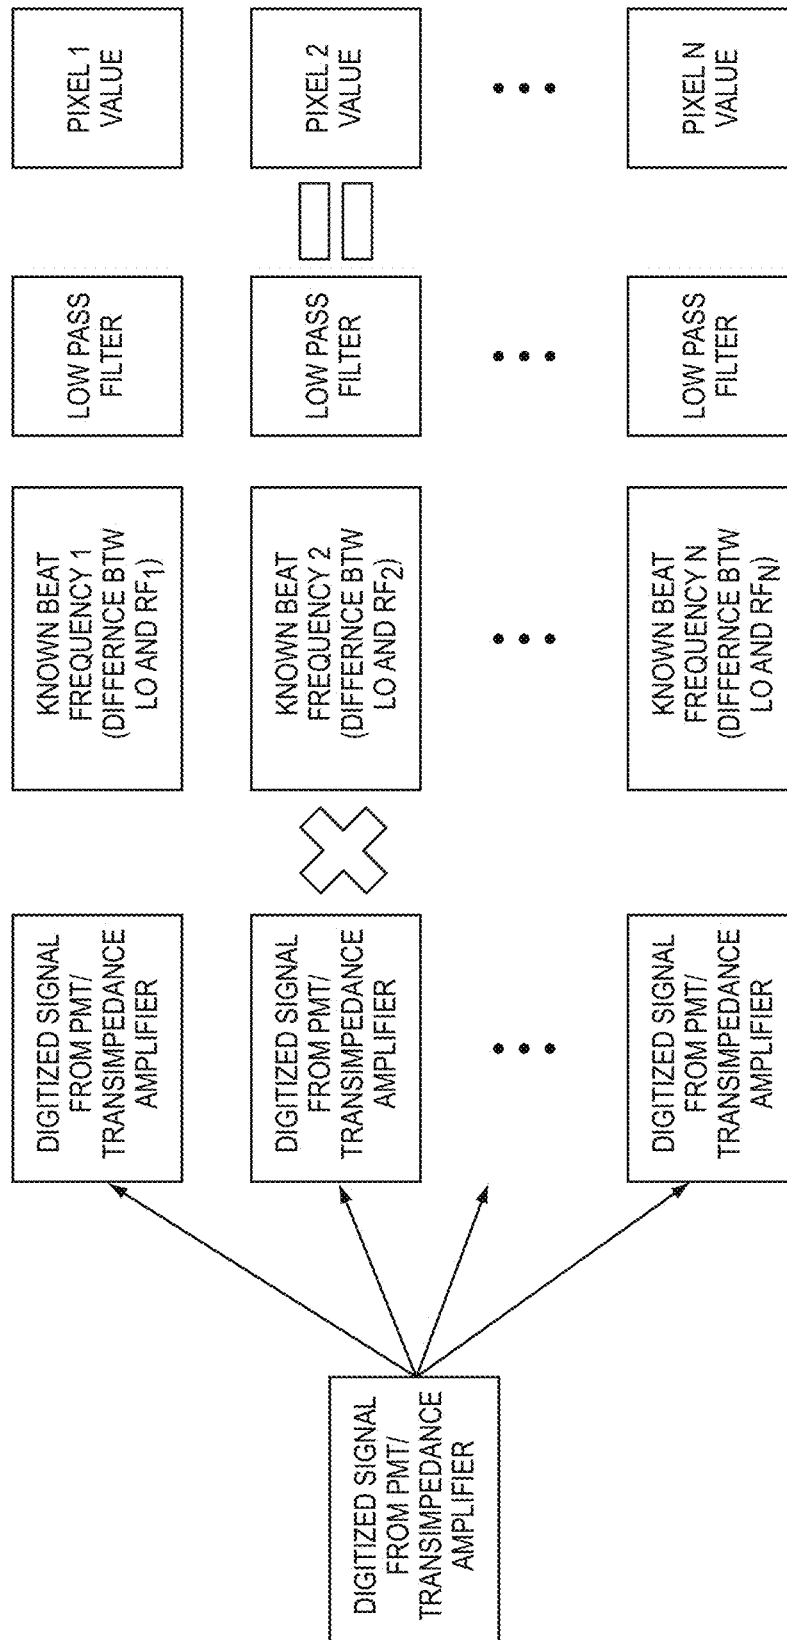 DIGITIZED SIGNAL
FROM PMT/
TRANSIMPEDANCE
AMPLIFIER
DIGITIZED SIGNAL
FROM PMT/
TRANSIMPEDANCE
AMPLIFIER
KNOWN BEAT
FREQUENCY 1
(DIFFERNCE BTW
LO AND RF1)
LOW PASS
FILTER
PIXEL 1
VALUE
DIGITIZED SIGNAL
FROM PMT/
TRANSIMPEDANCE
AMPLIFIER
KNOWN BEAT
FREQUENCY 2
(DIFFERNCE BTW
LO AND RF2)
LOW PASS
FILTER
PIXEL 2
VALUE
DIGITIZED SIGNAL
FROM PMT/
TRANSIMPEDANCE
AMPLIFIER
KNOWN BEAT
FREQUENCY N
(DIFFERNCE BTW
LO AND RFN)
LOW PASS
FILTER
PIXEL N
VALUE